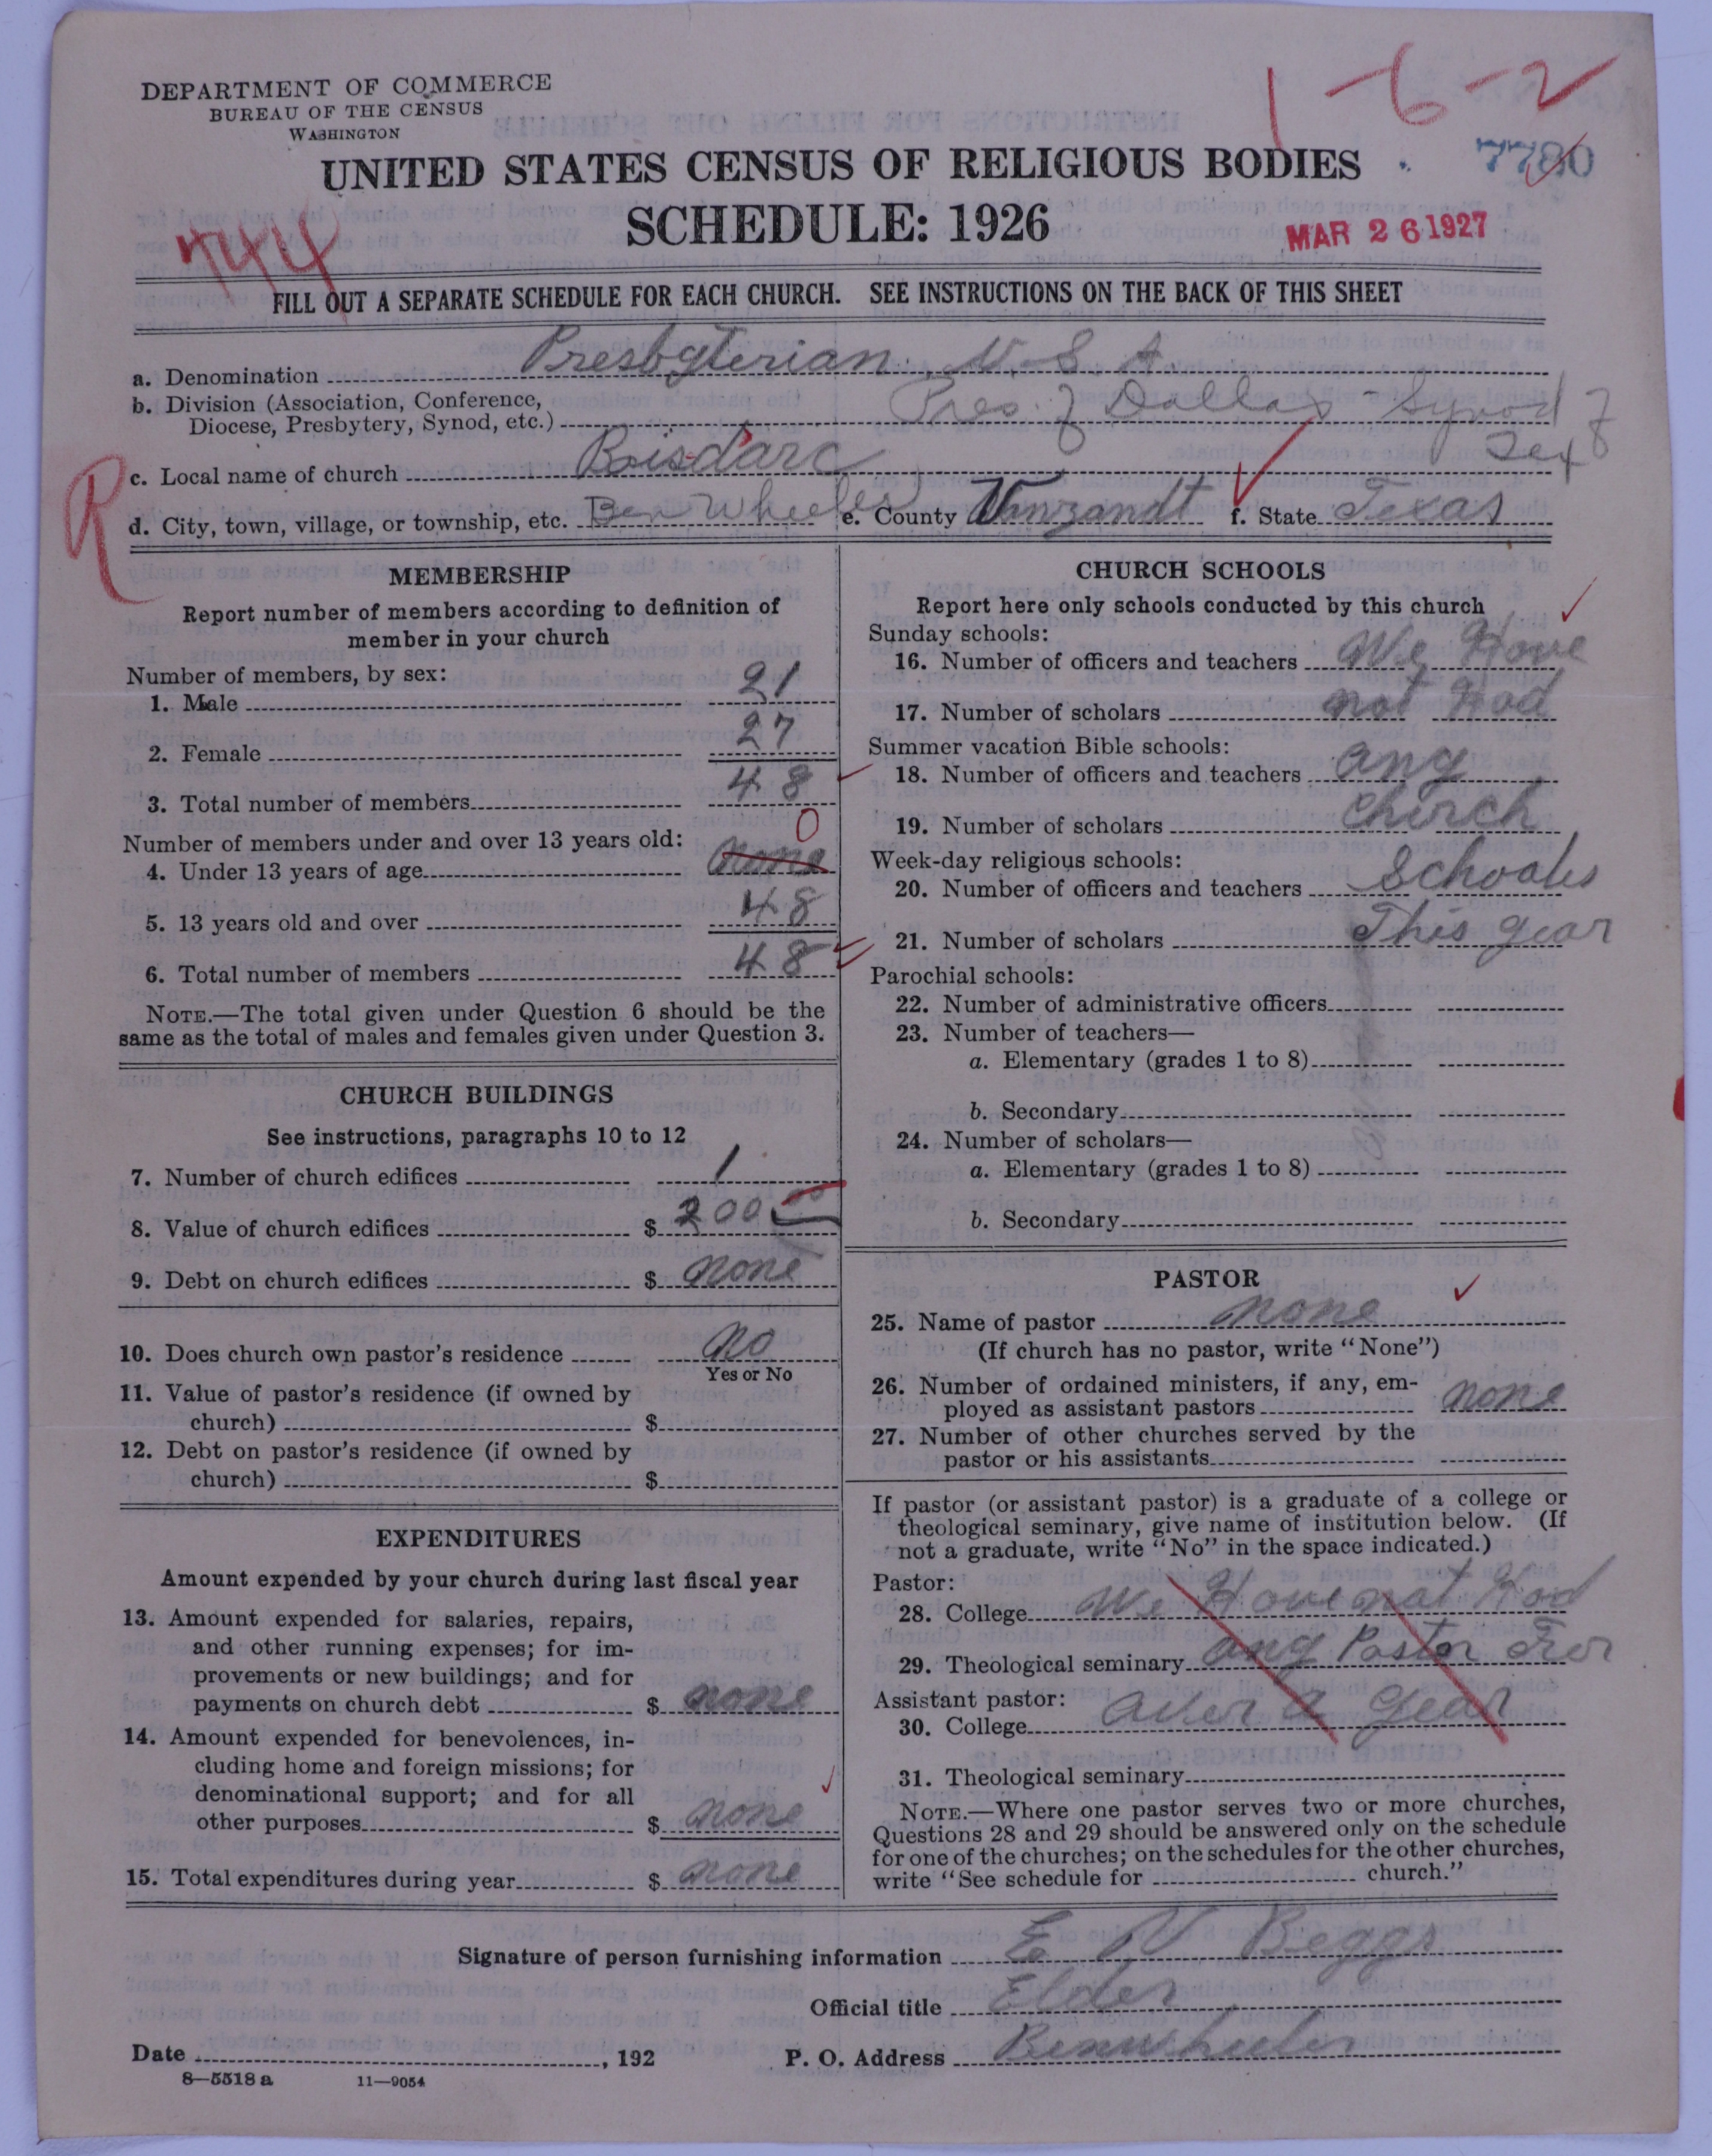 DEPARTMENT OF COMMERCE
BUREAU OF THE CENSUS
WASHINGTON
1-6-2
7780
UNITED STATES CENSUS OF RELIGIOUS BODIES
SCHEDULE: 1926
MAR 26 1927
744
FILL OUT A SEPARATE SCHEDULE FOR EACH CHURCH. SEE INSTRUCTIONS ON THE BACK OF THIS SHEET
a. Denomination Presbyterian, U.S A
b. Division (Association, Conference,
Diocese, Presbytery, Synod, etc.) Pres. of Dallas - Synod of
Tex 8
R
c. Local name of church Boisdarc
d. City, town, village, or township, etc. Ben Wheeler e. County Vanzandt f. State Texas
MEMBERSHIP
Report number of members according to definition of
member in your church
Number of members, by sex:
1. Male 21
2. Female 27
3. Total number of members 48
0
Number of members under and over 13 years old:
4. Under 13 years of age none
5. 13 years old and over 48
6. Total number of members 48
NOTE.—The total given under Question 6 should be the
same as the total of males and females given under Question 3.
CHURCH BUILDINGS
See instructions, paragraphs 10 to 12
7. Number of church edifices 1
8. Value of church edifices $ 200 00
9. Debt on church edifices $ none
10. Does church own pastor's residence no
Yes or No
11. Value of pastor's residence (if owned by
church) $
12. Debt on pastor's residence (if owned by
church) $
EXPENDITURES
Amount expended by your church during last fiscal year
13. Amount expended for salaries, repairs,
and other running expenses; for im-
provements or new buildings; and for
payments on church debt $ none
14. Amount expended for benevolences, in-
cluding home and foreign missions; for
denominational support; and for all
other purposes $ none
15. Total expenditures during year $ none
CHURCH SCHOOLS
Report here only schools conducted by this church
Sunday schools:
16. Number of officers and teachers We Have
17. Number of scholars not Had
Summer vacation Bible schools:
18. Number of officers and teachers any
19. Number of scholars church
Week-day religious schools:
20. Number of officers and teachers Schools
21. Number of scholars This year
Parochial schools:
22. Number of administrative officers
23. Number of teachers—
a. Elementary (grades 1 to 8)
b. Secondary
24. Number of scholars—
a. Elementary (grades 1 to 8)
b. Secondary
PASTOR
25. Name of pastor none
(If church has no pastor, write "None")
26. Number of ordained ministers, if any, em-
ployed as assistant pastors none
27. Number of other churches served by the
pastor or his assistants
If pastor (or assistant pastor) is a graduate of a college or
theological seminary, give name of institution below. (If
not a graduate, write "No" in the space indicated.)
Pastor:
28. College We Have not Had
29. Theological seminary any Pastor For
Assistant pastor:
30. College over a year
31. Theological seminary
NOTE.—Where one pastor serves two or more churches,
Questions 28 and 29 should be answered only on the schedule
for one of the churches; on the schedules for the other churches,
write "See schedule for church."
Signature of person furnishing information E V Beggs
Official title Elder
Date , 192 P. O. Address Benwheeler
8—5518 a 11—9054